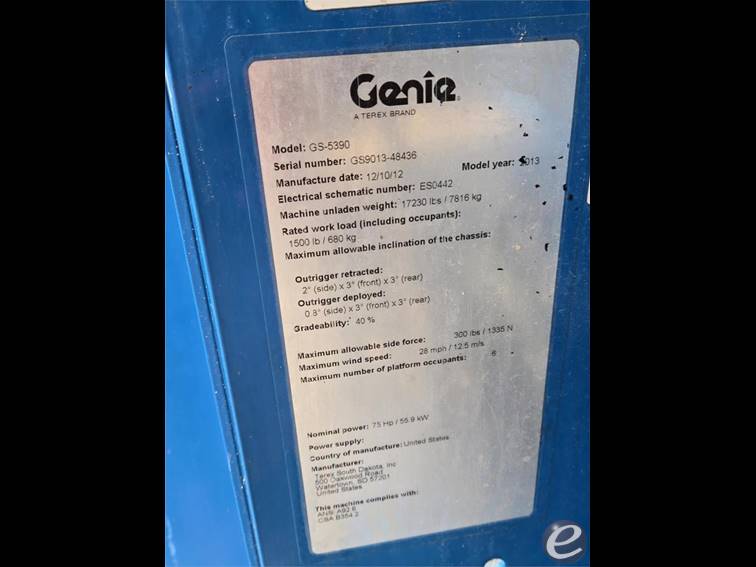 Genie
A TEREX BRAND
Model: GS-5390
Serial number: GS9013-48436
Model year: 2013
Manufacture date: 12/10/12
Electrical schematic number: ES0442
Machine unladen weight: 17230 lbs / 7816 kg
Rated work load (including occupants):
1500 lb / 680 kg
Maximum allowable inclination of the chassis:
Outrigger retracted:
2° (side) x 3° (front) x 3° (rear)
Outrigger deployed:
0.8° (side) x 3° (front) x 3° (rear)
Gradeability: 40 %
Maximum allowable side force: 300 lbs / 1335 N
Maximum wind speed: 28 mph / 12.5 m/s
Maximum number of platform occupants: 6
Nominal power: 75 Hp / 55.9 kW
Power supply:
Country of manufacture: United States
Manufacturer:
Terex South Dakota, Inc
500 Oakwood Road
Watertown, SD 57201
United States
This machine complies with:
ANSI A92.6
CSA B354.2
e